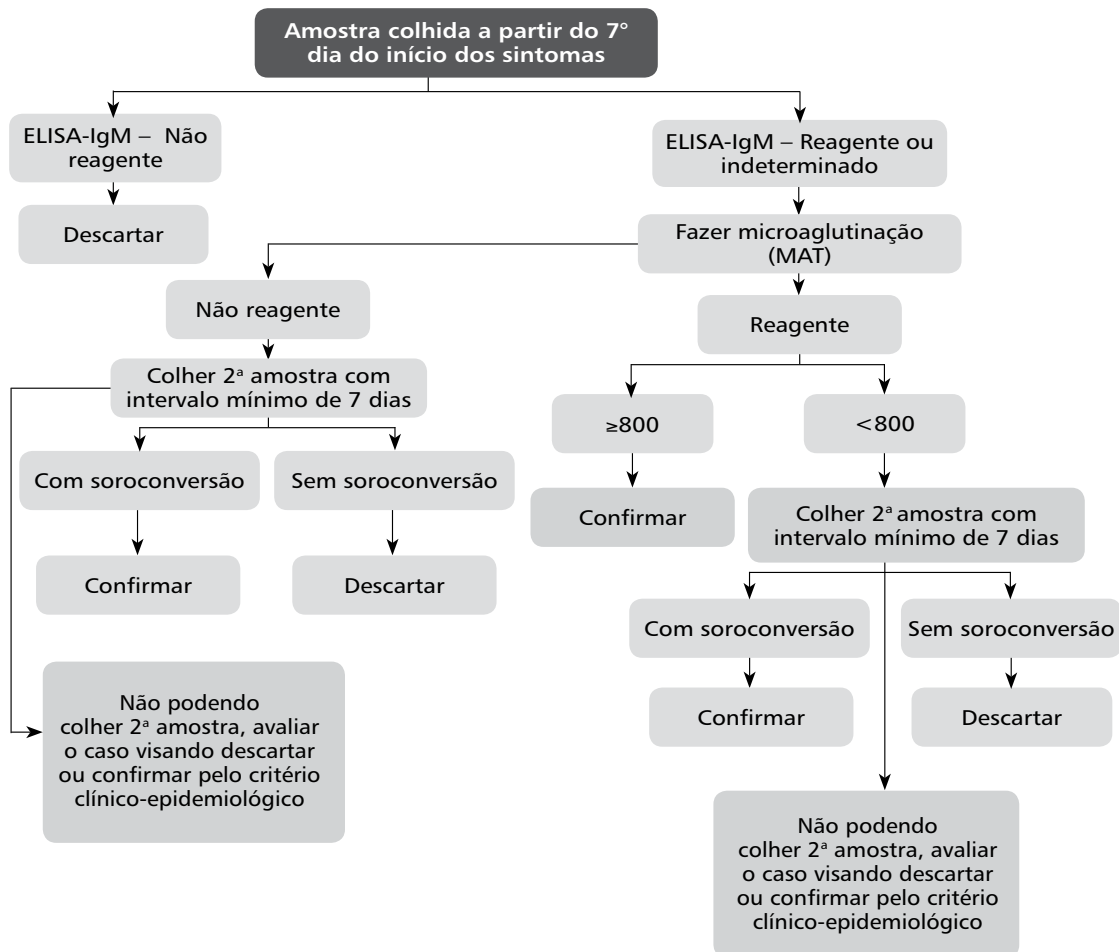 Amostra colhida a partir do 7°
dia do início dos sintomas
ELISA-IgM – Não
reagente
ELISA-IgM – Reagente ou
indeterminado
Descartar
Fazer microaglutinação
(MAT)
Não reagente
Reagente
Colher 2ª amostra com
intervalo mínimo de 7 dias
≥800
<800
Com soroconversão
Sem soroconversão
Confirmar
Colher 2ª amostra com
intervalo mínimo de 7 dias
Confirmar
Descartar
Com soroconversão
Sem soroconversão
Não podendo
colher 2ª amostra, avaliar
o caso visando descartar
ou confirmar pelo critério
clínico-epidemiológico
Confirmar
Descartar
Não podendo
colher 2ª amostra, avaliar
o caso visando descartar
ou confirmar pelo critério
clínico-epidemiológico